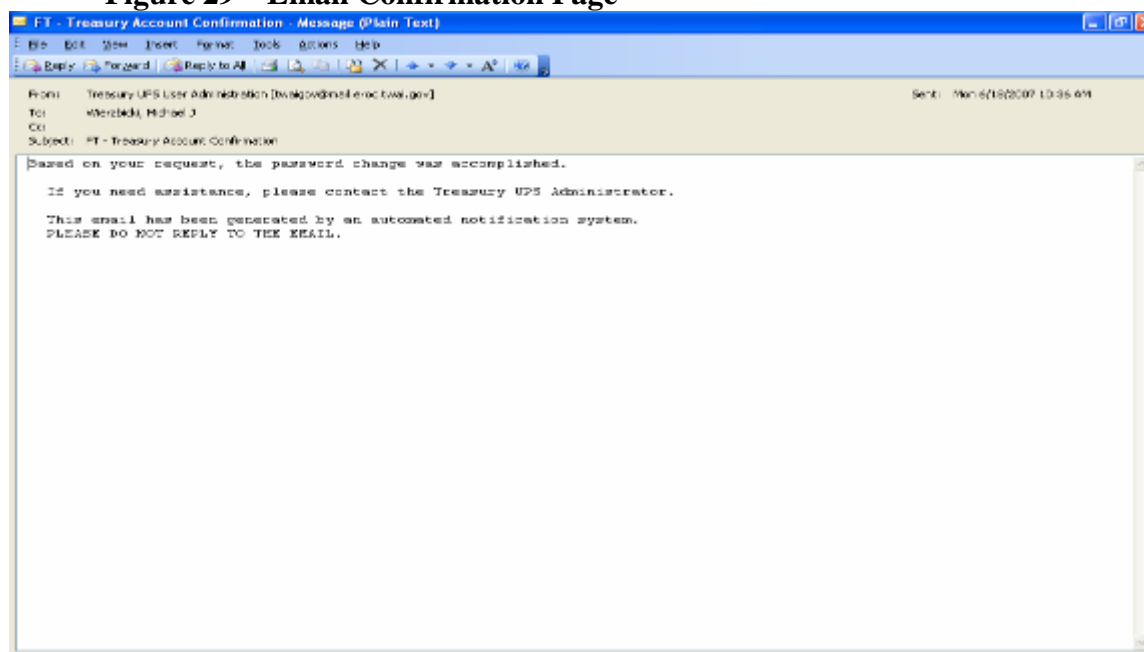 Figure 29 – Email Confirmation Page
FT - Treasury Account Confirmation - Message (Plain Text)
File Edit View Insert Format Tools Actions Help
Reply Forward Reply to All
From: Treasury UPS User Administration
Sent: Mon 6/18/2007 10:36 AM
To: Wierzbicki, Michael J
Cc:
Subject: FT - Treasury Account Confirmation
Based on your request, the password change was accomplished.
If you need assistance, please contact the Treasury UPS Administrator.
This email has been generated by an automated notification system.
PLEASE DO NOT REPLY TO THE EMAIL.